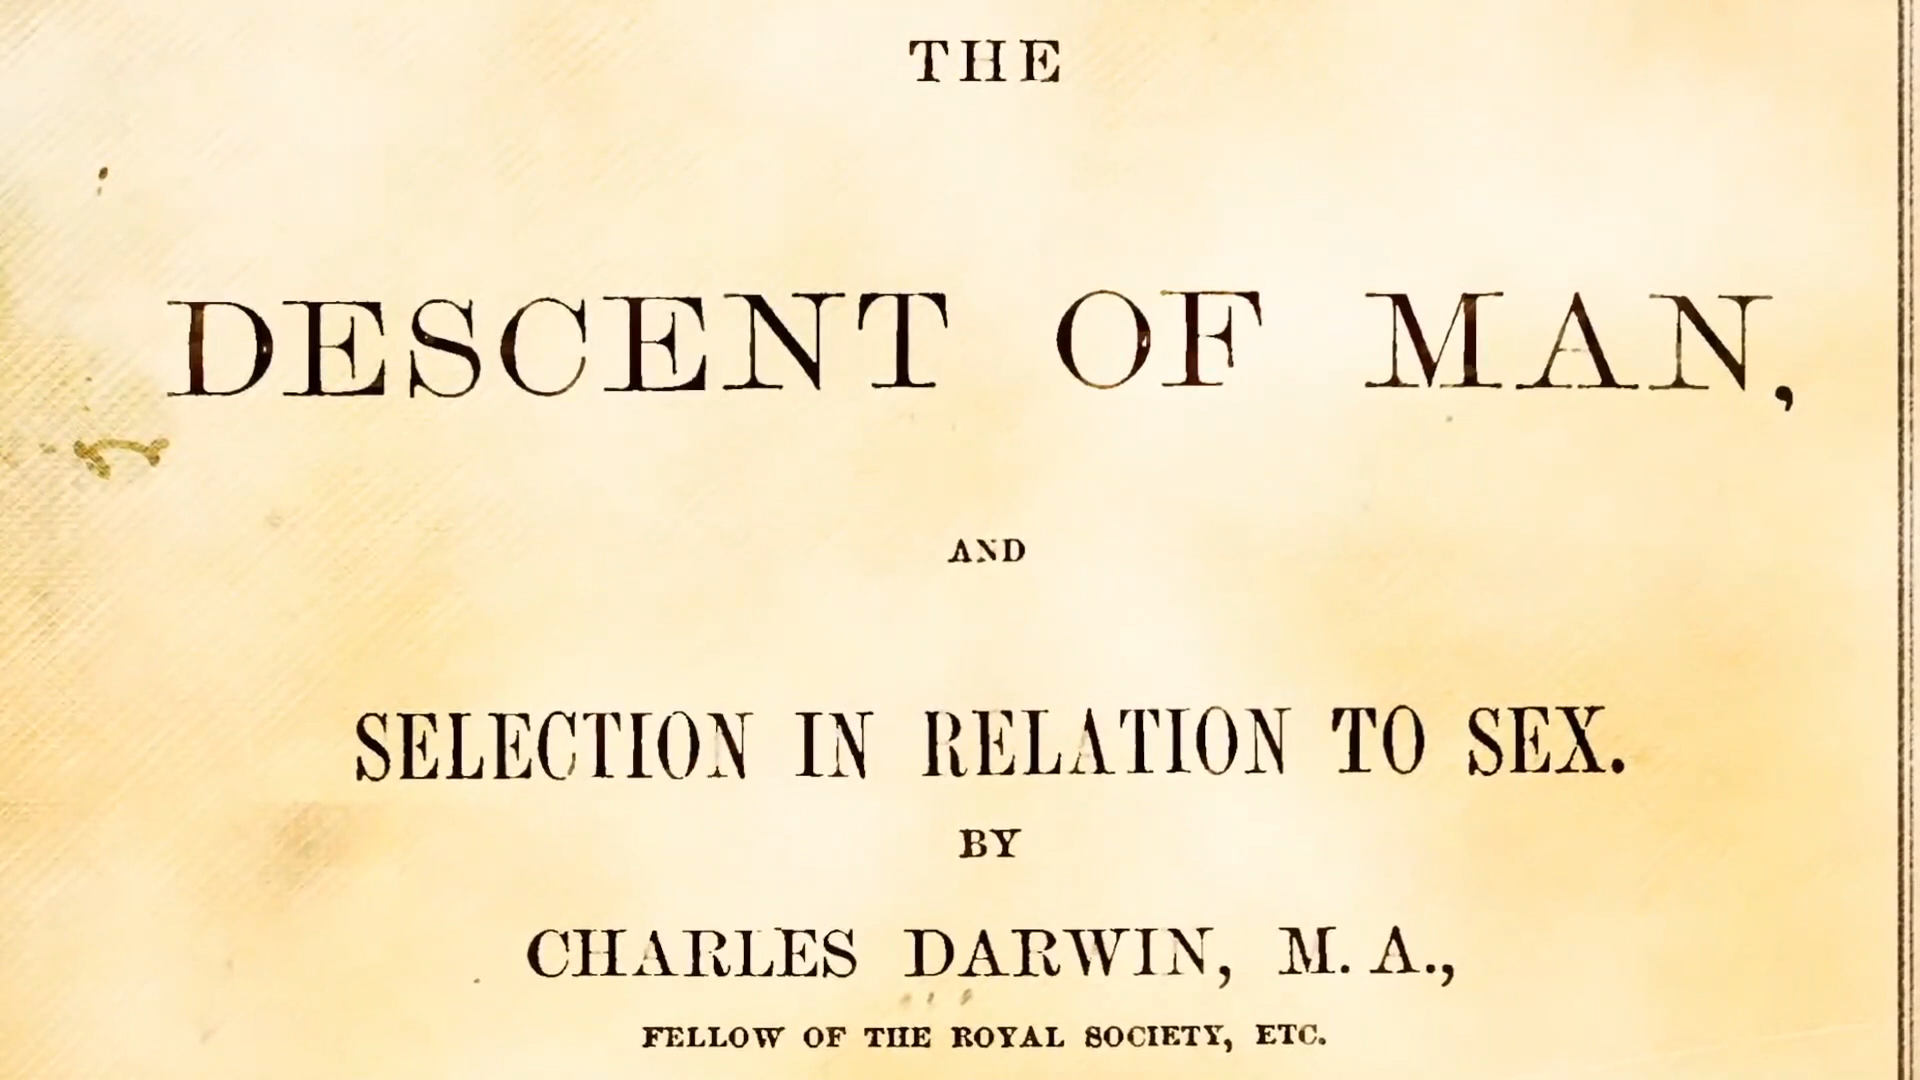 THE
DESCENT OF MAN,
AND
SELECTION IN RELATION TO SEX.
BY
CHARLES DARWIN, M. A.,
FELLOW OF THE ROYAL SOCIETY, ETC.